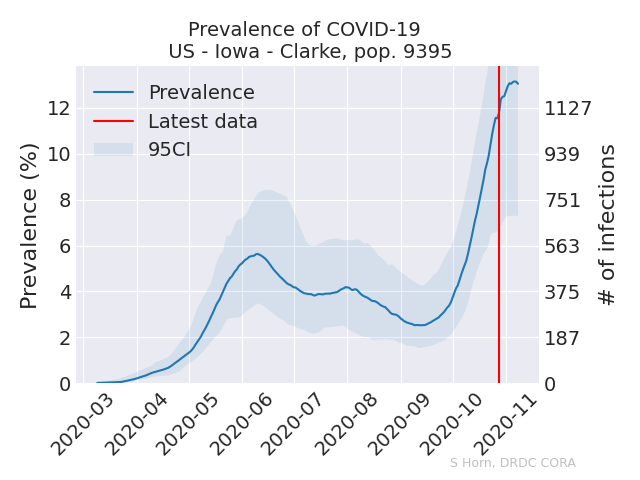 Prevalence of COVID-19
US - Iowa - Clarke, pop. 9395
Prevalence
Latest data
95CI
Prevalence (%)
12
10
8
6
4
2
0
1127
939
751
563
375
187
0
# of infections
2020-03
2020-04
2020-05
2020-06
2020-07
2020-08
2020-09
2020-10
2020-11
S Horn, DRDC CORA